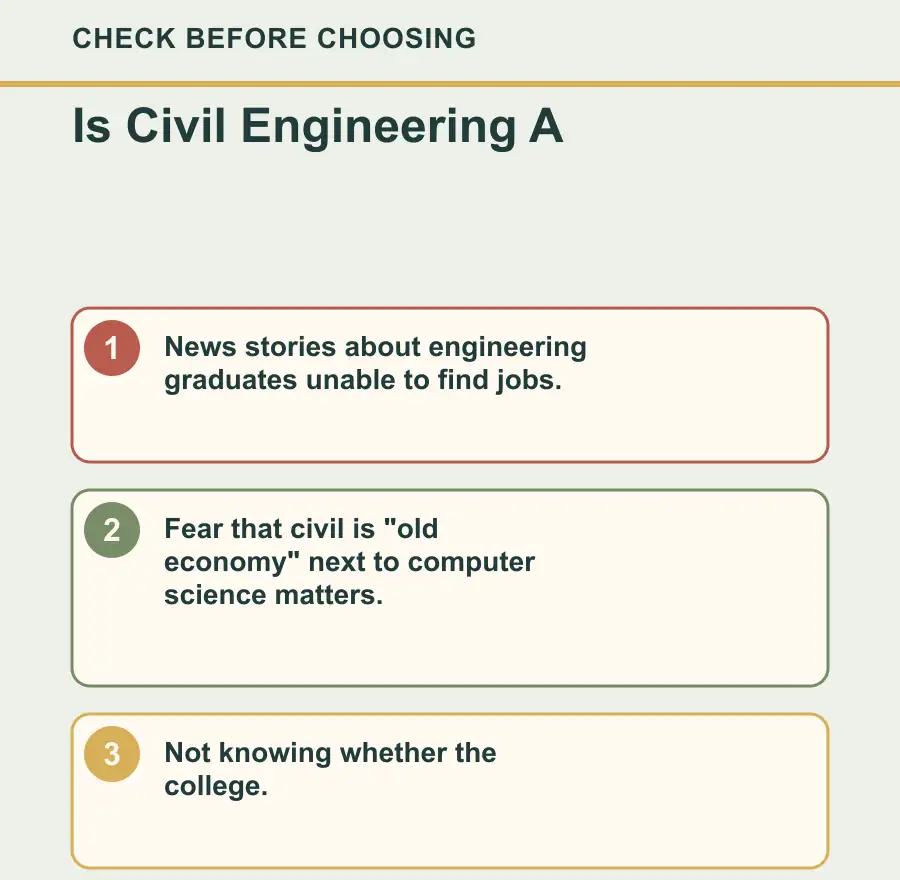 CHECK BEFORE CHOOSING
Is Civil Engineering A
1
News stories about engineering
graduates unable to find jobs.
2
Fear that civil is "old
economy" next to computer
science matters.
3
Not knowing whether the
college.